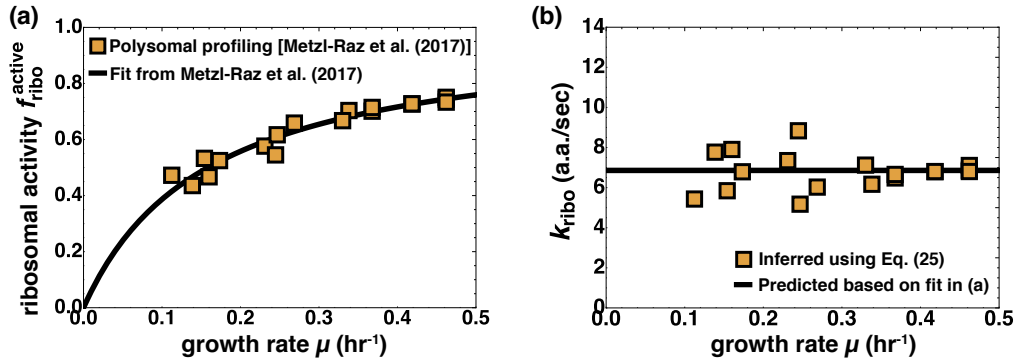 (a)
ribosomal activity f_ribo^active
1.0
0.8
0.6
0.4
0.2
0.0
Polysomal profiling [Metzl-Raz et al. (2017)]
Fit from Metzl-Raz et al. (2017)
0.0 0.1 0.2 0.3 0.4 0.5
growth rate μ (hr⁻¹)
(b)
k_ribo (a.a./sec)
14
12
10
8
6
4
2
0
Inferred using Eq. (25)
Predicted based on fit in (a)
0.0 0.1 0.2 0.3 0.4 0.5
growth rate μ (hr⁻¹)